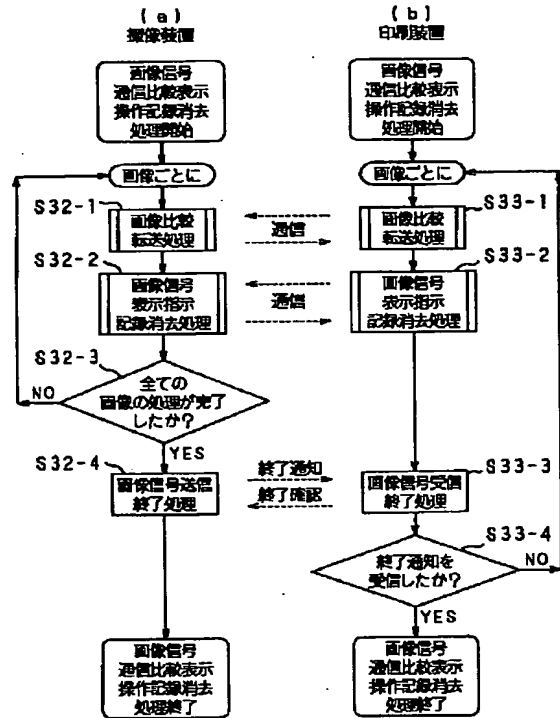 (a)
撮像装置
画像信号
通信比較表示
操作記録消去
処理開始
画像ごとに
S32-1
画像比較
転送処理
S32-2
画像信号
表示指示
記録消去処理
S32-3
全ての
画像の処理が完了
したか?
NO
YES
S32-4
画像信号送信
終了処理
画像信号
通信比較表示
操作記録消去
処理終了
通信
通信
終了通知
終了確認
(b)
印刷装置
画像信号
通信比較表示
操作記録消去
処理開始
画像ごとに
S33-1
画像比較
転送処理
S33-2
画像信号
表示指示
記録消去処理
S33-3
画像信号受信
終了処理
S33-4
終了通知を
受信したか?
NO
YES
画像信号
通信比較表示
操作記録消去
処理終了